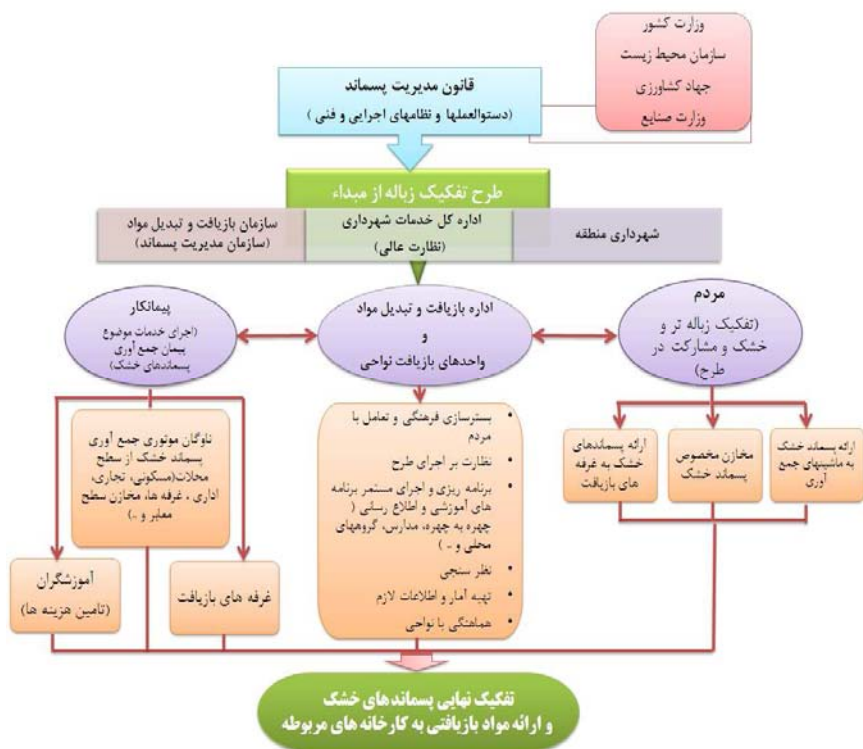 وزارت کشور
سازمان محیط زیست
جهاد کشاورزی
وزارت صنایع
قانون مدیریت پسماند
(دستوالعملها و نظامهای اجرایی و فنی )
طرح تفکیک زباله از مبداء
شهرداری منطقه
اداره کل خدمات شهرداری
(نظارت عالی)
سازمان بازیافت و تبدیل مواد
(سازمان مدیریت پسماند)
مردم
(تفکیک زباله تر و
خشک و مشارکت در
طرح)
اداره بازیافت و تبدیل مواد
و
واحدهای بازیافت نواحی
پیمانکار
(اجرای خدمات موضوع
پیمان جمع آوری
پسماندهای خشک)
ارائه پسماند خشک
به ماشینهای جمع
آوری
مخازن مخصوص
پسماند خشک
ارائه پسماندهای
خشک به غرفه
های بازیافت
• بسترسازی فرهنگی و تعامل با
مردم
• نظارت بر اجرای طرح
• برنامه ریزی و اجرای مستمر برنامه
های آموزشی و اطلاع رسانی (
چهره به چهره، مدارس، گروههای
محلی و .. )
• نظر سنجی
• تهیه آمار و اطلاعات لازم
• هماهنگی با نواحی
ناوگان موتوری جمع آوری
پسماند خشک از سطح
محلات(مسکونی، تجاری،
اداری ، غرفه ها، مخازن سطح
معابر و ..)
غرفه های بازیافت
آموزشگران
(تامین هزینه ها)
تفکیک نهایی پسماندهای خشک
و ارائه مواد بازیافتی به کارخانه های مربوطه